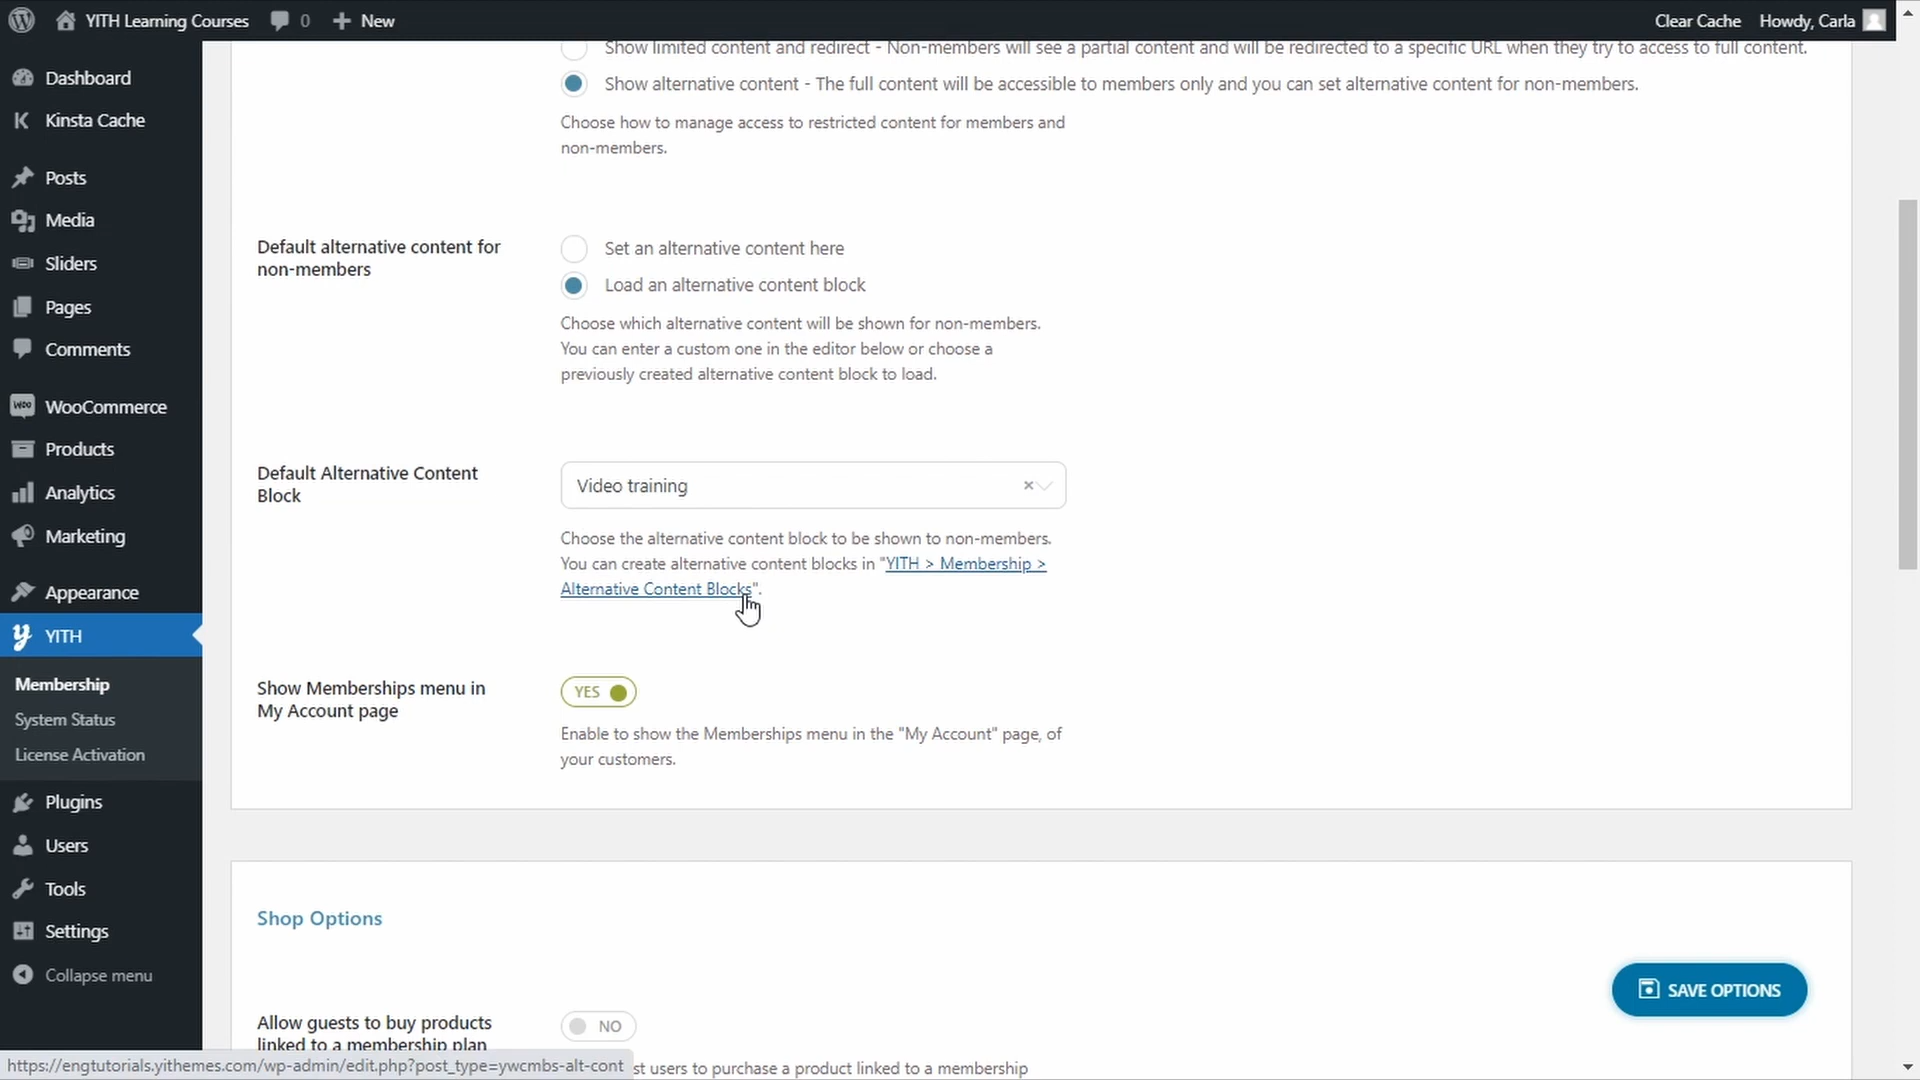 YITH Learning Courses 0 New Clear Cache Howdy, Carla
Dashboard
Kinsta Cache
Posts
Media
Sliders
Pages
Comments
WooCommerce
Products
Analytics
Marketing
Appearance
YITH
Membership
System Status
License Activation
Plugins
Users
Tools
Settings
Collapse menu
Show limited content and redirect - Non-members will see a partial content and will be redirected to a specific URL when they try to access to full content.
Show alternative content - The full content will be accessible to members only and you can set alternative content for non-members.
Choose how to manage access to restricted content for members and
non-members.
Default alternative content for
non-members
Set an alternative content here
Load an alternative content block
Choose which alternative content will be shown for non-members.
You can enter a custom one in the editor below or choose a
previously created alternative content block to load.
Default Alternative Content
Block
Video training
Choose the alternative content block to be shown to non-members.
You can create alternative content blocks in "YITH > Membership >
Alternative Content Blocks".
Show Memberships menu in
My Account page
YES
Enable to show the Memberships menu in the "My Account" page, of
your customers.
Shop Options
SAVE OPTIONS
Allow guests to buy products
linked to a membership plan
NO
st users to purchase a product linked to a membership
https://engtutorials.yithemes.com/wp-admin/edit.php?post_type=ywcmbs-alt-cont